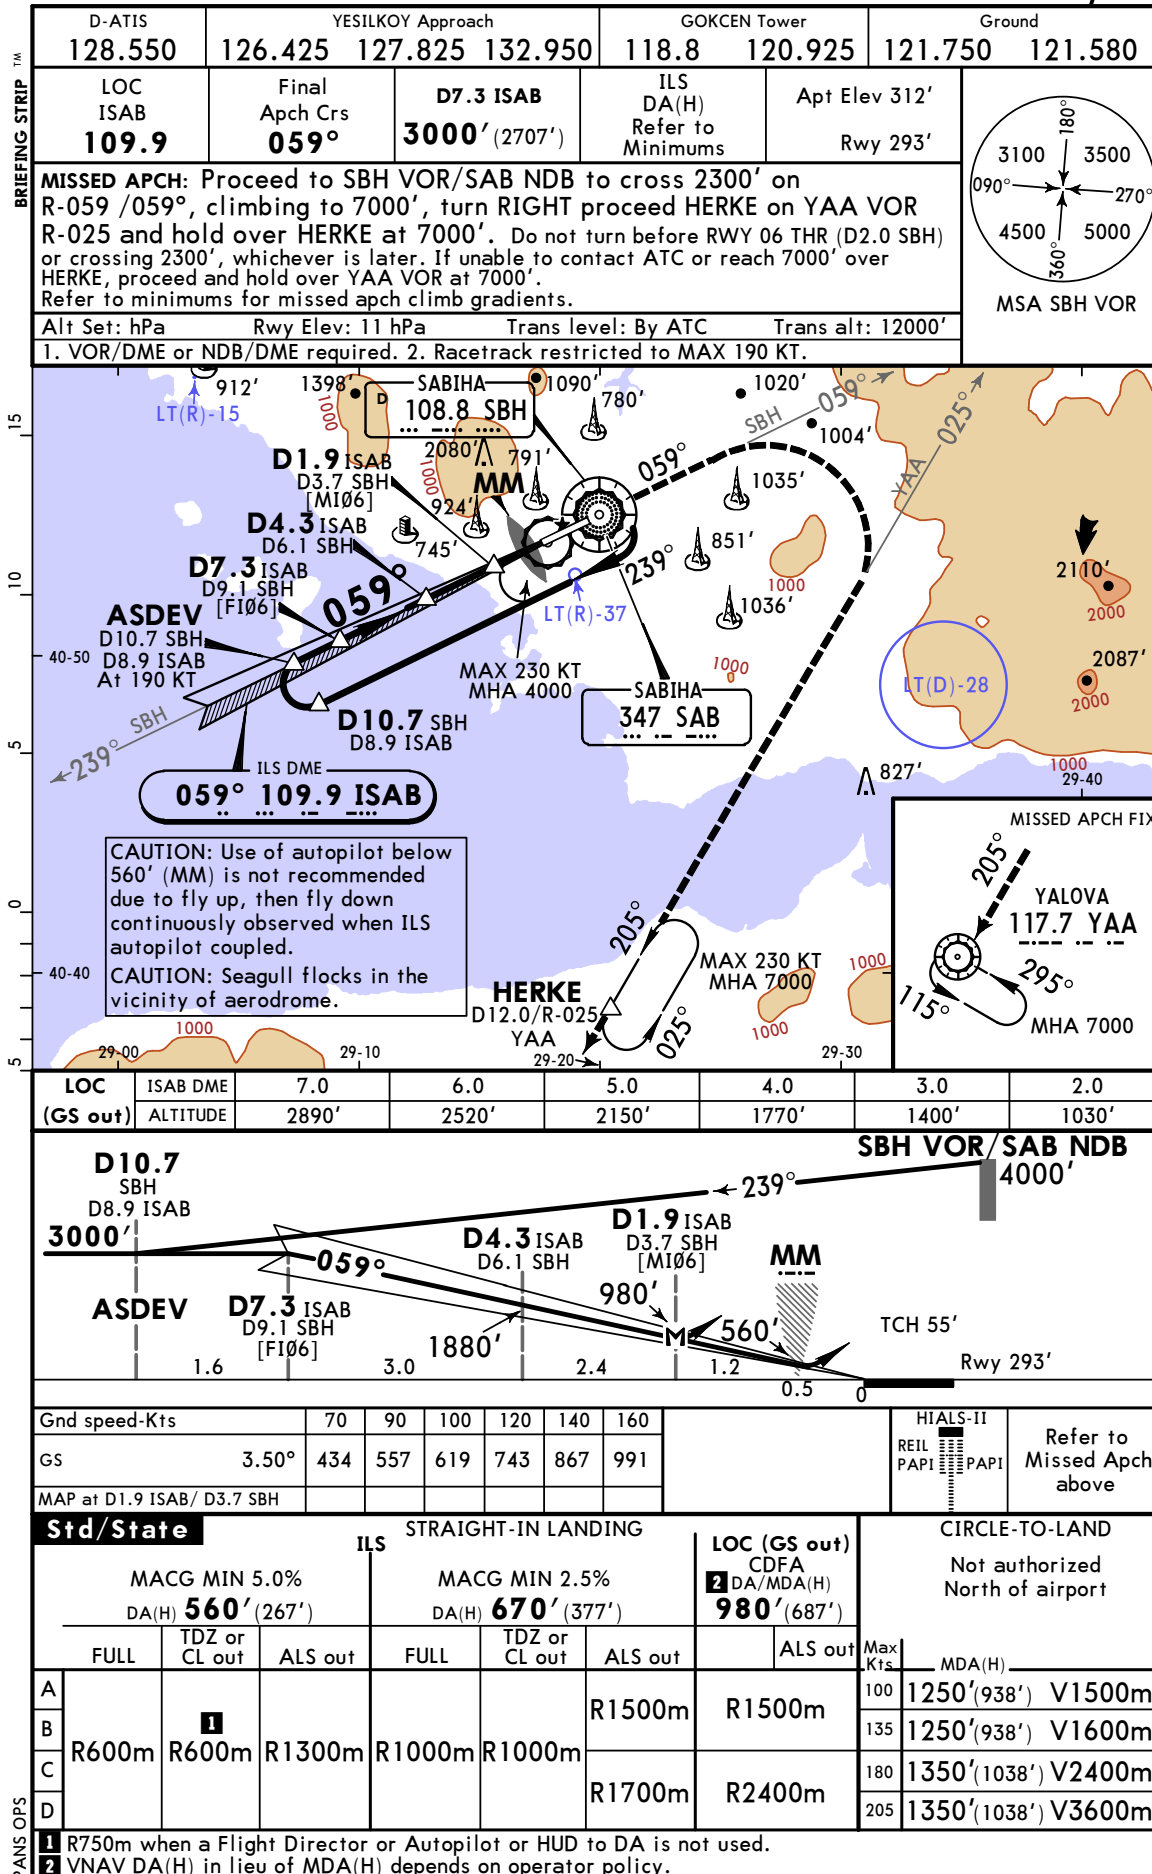 D-ATIS
128.550
YESILKOY Approach
126.425 127.825 132.950
GOKCEN Tower
118.8 120.925
Ground
121.750 121.580
BRIEFING STRIP TM
LOC
ISAB
109.9
Final
Apch Crs
059°
D7.3 ISAB
3000'(2707')
ILS
DA(H)
Refer to
Minimums
Apt Elev 312'
Rwy 293'
MISSED APCH: Proceed to SBH VOR/SAB NDB to cross 2300' on
R-059 /059°, climbing to 7000', turn RIGHT proceed HERKE on YAA VOR
R-025 and hold over HERKE at 7000'. Do not turn before RWY 06 THR (D2.0 SBH)
or crossing 2300', whichever is later. If unable to contact ATC or reach 7000' over
HERKE, proceed and hold over YAA VOR at 7000'.
Refer to minimums for missed apch climb gradients.
Alt Set: hPa Rwy Elev: 11 hPa Trans level: By ATC Trans alt: 12000'
1. VOR/DME or NDB/DME required. 2. Racetrack restricted to MAX 190 KT.
180°
3100 3500
090° 270°
4500 5000
360°
MSA SBH VOR
912'
LT(R)-15
1398'
1000
SABIHA
D 108.8 SBH
1090'
780'
1020'
1004'
SBH 059°
YAA 025°
15
2080'
1000
791'
924'
745'
MM
D1.9 ISAB
D3.7 SBH
[MI06]
D4.3 ISAB
D6.1 SBH
D7.3 ISAB
D9.1 SBH
[FI06]
ASDEV
D10.7 SBH
D8.9 ISAB
At 190 KT
059°
059°
239°
1035'
851'
1036'
LT(R)-37
1000
1000
2110'
2000
2087'
2000
1000
LT(D)-28
10
40-50
MAX 230 KT
MHA 4000
SABIHA
347 SAB
D10.7 SBH
D8.9 ISAB
239° SBH
ILS DME
059° 109.9 ISAB
5
827'
29-40
CAUTION: Use of autopilot below
560' (MM) is not recommended
due to fly up, then fly down
continuously observed when ILS
autopilot coupled.
CAUTION: Seagull flocks in the
vicinity of aerodrome.
0
40-40
5
1000
29-00
29-10
29-20
29-30
205°
025°
MAX 230 KT
MHA 7000
HERKE
D12.0/R-025
YAA
1000
1000
MISSED APCH FIX
205°
YALOVA
117.7 YAA
295°
115°
MHA 7000
LOC
(GS out)
ISAB DME 7.0 6.0 5.0 4.0 3.0 2.0
ALTITUDE 2890' 2520' 2150' 1770' 1400' 1030'
SBH VOR/SAB NDB
4000'
239°
D10.7
SBH
D8.9 ISAB
3000'
ASDEV
D7.3 ISAB
D9.1 SBH
[FI06]
059°
D4.3 ISAB
D6.1 SBH
1880'
D1.9 ISAB
D3.7 SBH
[MI06]
980'
M
MM
560'
TCH 55'
Rwy 293'
1.6 3.0 2.4 1.2 0.5 0
Gnd speed-Kts 70 90 100 120 140 160
GS 3.50° 434 557 619 743 867 991
MAP at D1.9 ISAB/ D3.7 SBH
HIALS-II
REIL
PAPI PAPI
Refer to
Missed Apch
above
Std/State
STRAIGHT-IN LANDING
ILS
MACG MIN 5.0%
DA(H) 560'(267')
MACG MIN 2.5%
DA(H) 670'(377')
LOC (GS out)
CDFA
2 DA/MDA(H)
980'(687')
CIRCLE-TO-LAND
Not authorized
North of airport
FULL TDZ or CL out ALS out FULL TDZ or CL out ALS out ALS out
Max Kts MDA(H)
A
B
C
D
R600m
1
R600m
R1300m
R1000m
R1000m
R1500m
R1700m
R1500m
R2400m
100 1250'(938') V1500m
135 1250'(938') V1600m
180 1350'(1038') V2400m
205 1350'(1038') V3600m
PANS OPS
1 R750m when a Flight Director or Autopilot or HUD to DA is not used.
2 VNAV DA(H) in lieu of MDA(H) depends on operator policy.